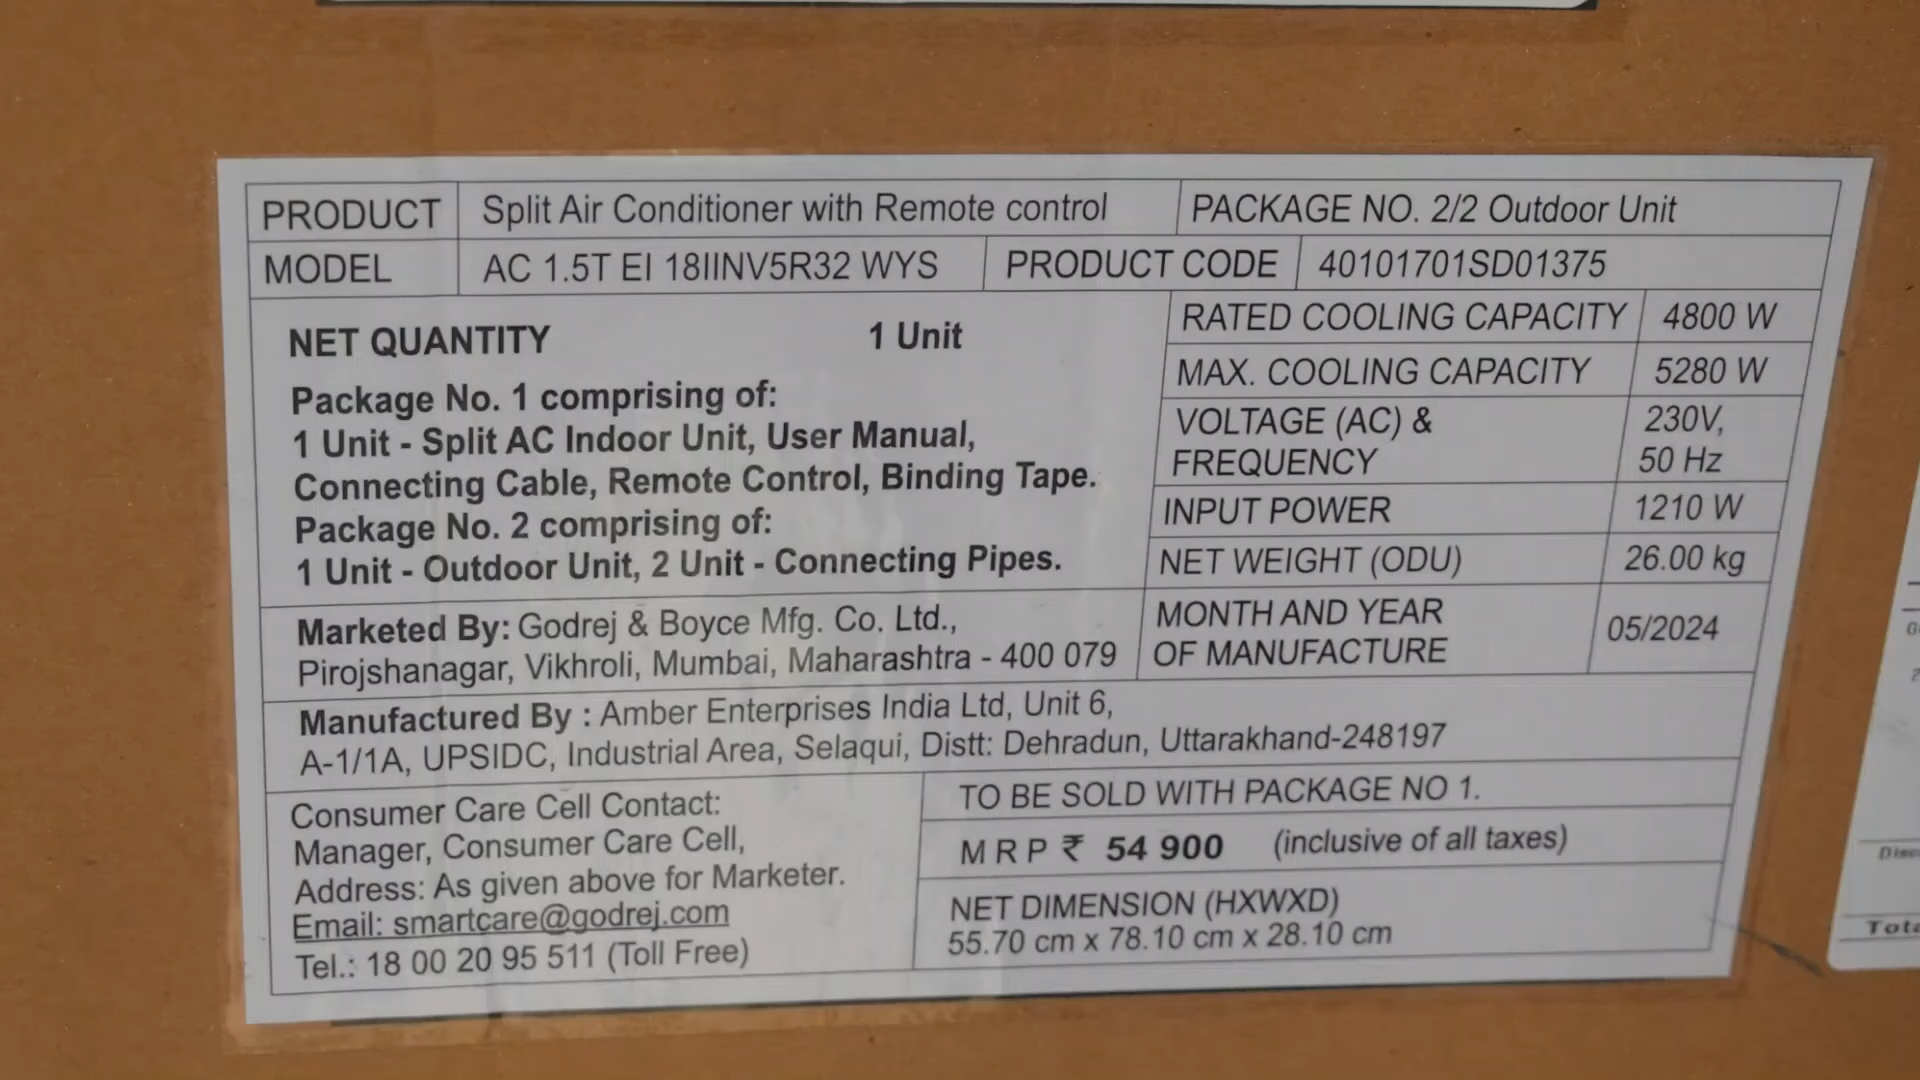 PRODUCT Split Air Conditioner with Remote control PACKAGE NO. 2/2 Outdoor Unit
MODEL AC 1.5T EI 18IINV5R32 WYS PRODUCT CODE 40101701SD01375
NET QUANTITY 1 Unit
Package No. 1 comprising of:
1 Unit - Split AC Indoor Unit, User Manual,
Connecting Cable, Remote Control, Binding Tape.
Package No. 2 comprising of:
1 Unit - Outdoor Unit, 2 Unit - Connecting Pipes.
RATED COOLING CAPACITY 4800 W
MAX. COOLING CAPACITY 5280 W
VOLTAGE (AC) & 230V,
FREQUENCY 50 Hz
INPUT POWER 1210 W
NET WEIGHT (ODU) 26.00 kg
MONTH AND YEAR
OF MANUFACTURE 05/2024
Marketed By: Godrej & Boyce Mfg. Co. Ltd.,
Pirojshanagar, Vikhroli, Mumbai, Maharashtra - 400 079
Manufactured By : Amber Enterprises India Ltd, Unit 6,
A-1/1A, UPSIDC, Industrial Area, Selaqui, Distt: Dehradun, Uttarakhand-248197
Consumer Care Cell Contact:
Manager, Consumer Care Cell,
Address: As given above for Marketer.
Email: smartcare@godrej.com
Tel.: 18 00 20 95 511 (Toll Free)
TO BE SOLD WITH PACKAGE NO 1.
M R P ₹ 54 900 (inclusive of all taxes)
NET DIMENSION (HXWXD)
55.70 cm x 78.10 cm x 28.10 cm